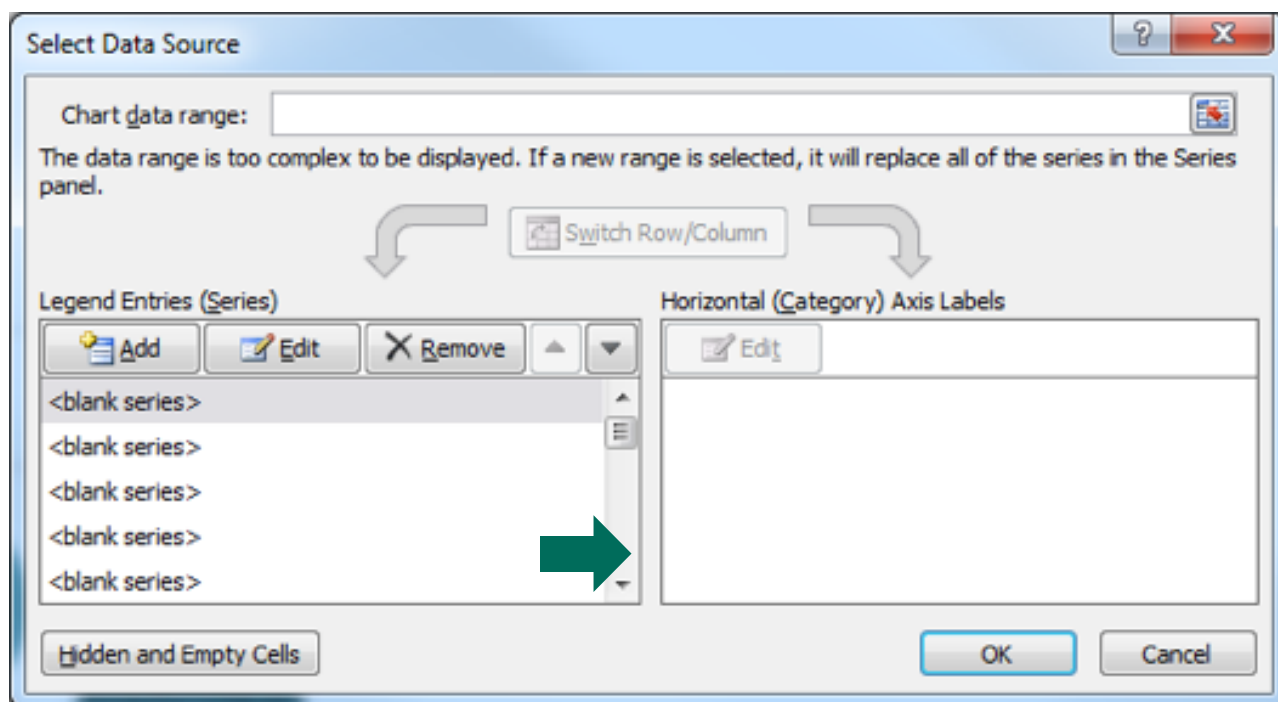 Select Data Source
Chart data range:
The data range is too complex to be displayed. If a new range is selected, it will replace all of the series in the Series
panel.
Switch Row/Column
Legend Entries (Series)
Horizontal (Category) Axis Labels
Add
Edit
Remove
Edit
<blank series>
<blank series>
<blank series>
<blank series>
<blank series>
Hidden and Empty Cells
OK
Cancel